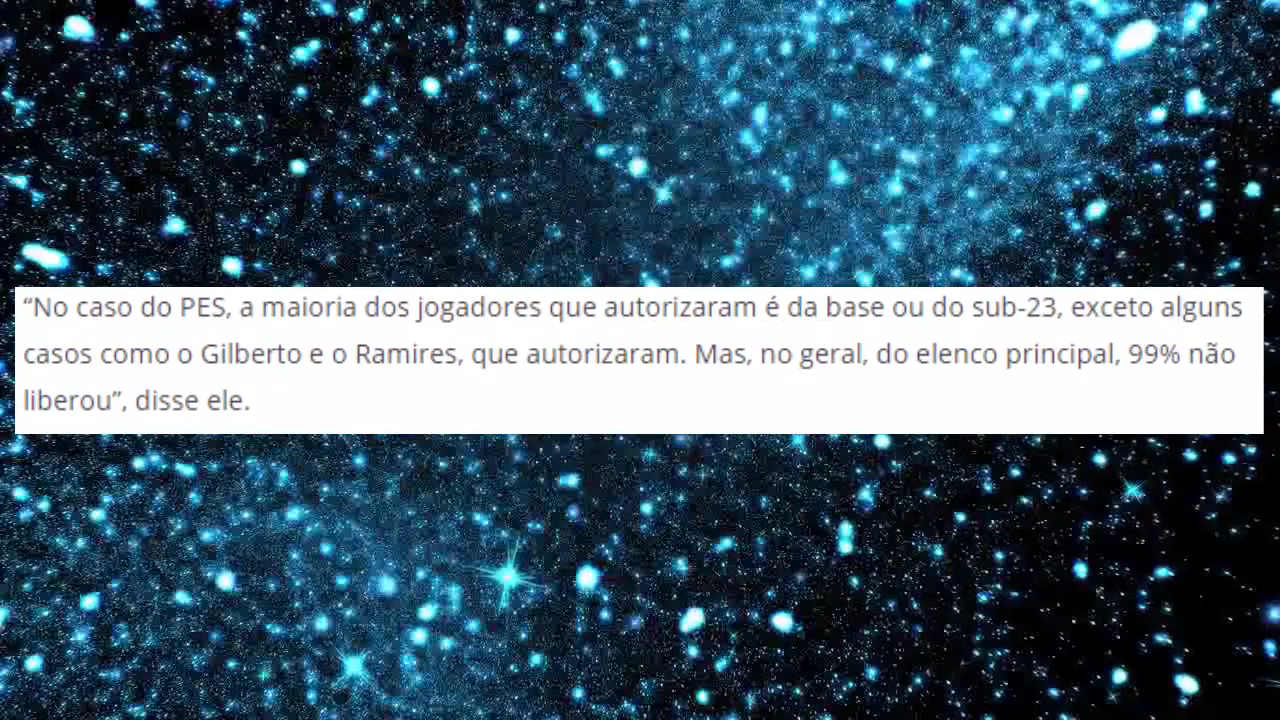 “No caso do PES, a maioria dos jogadores que autorizaram é da base ou do sub-23, exceto alguns
casos como o Gilberto e o Ramires, que autorizaram. Mas, no geral, do elenco principal, 99% não
liberou”, disse ele.